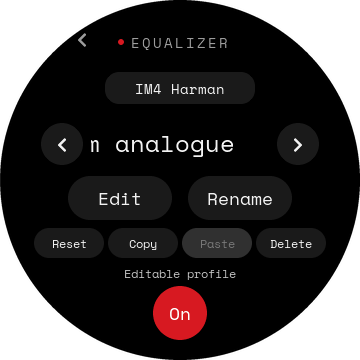 EQUALIZER
IM4 Harman
analogue
Edit Rename
Reset Copy Paste Delete
Editable profile
On